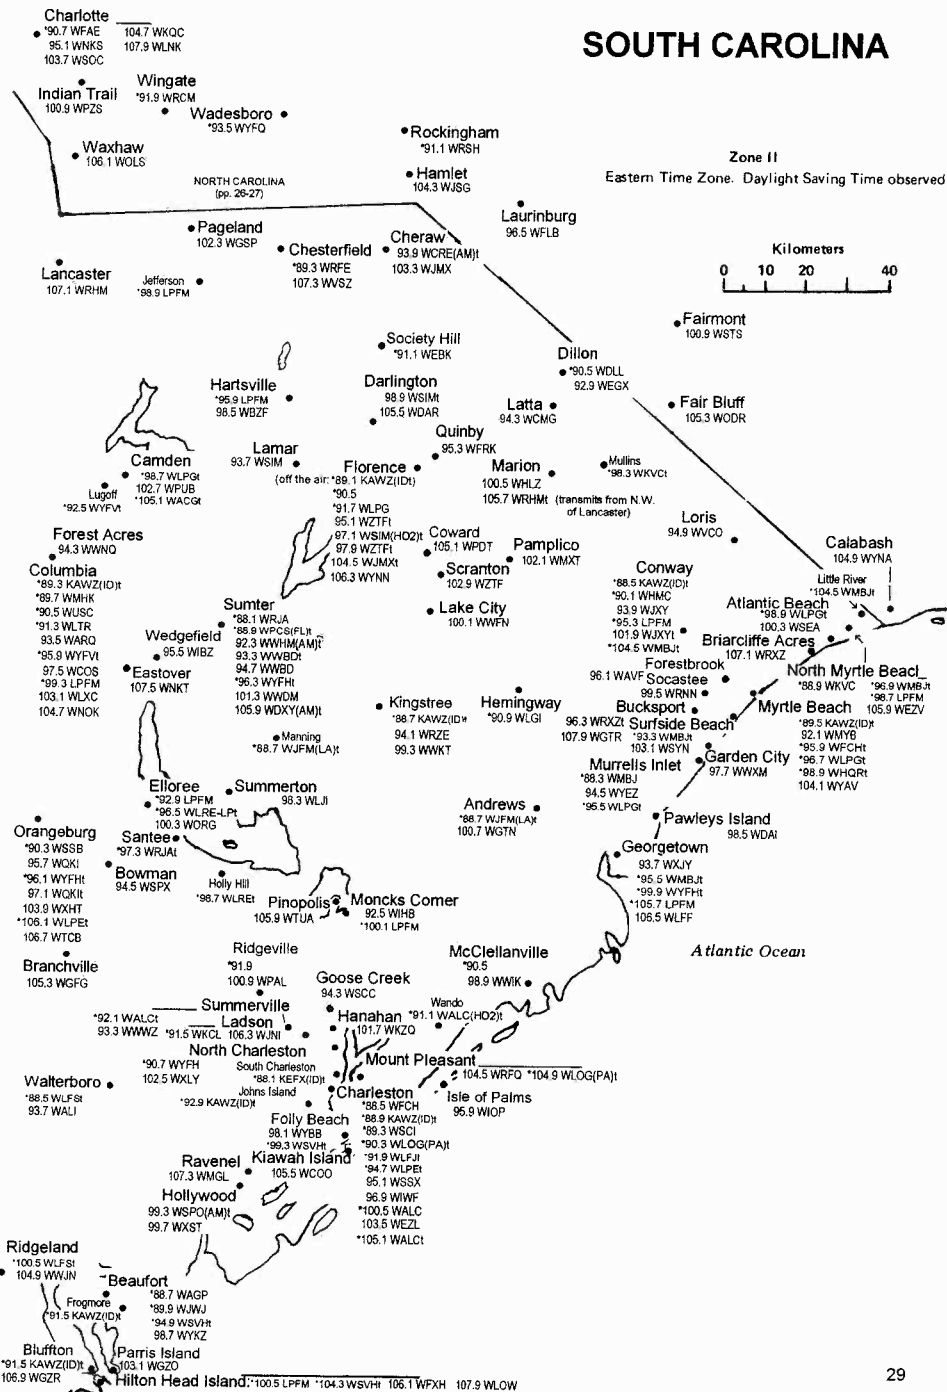 SOUTH CAROLINA
Zone II
Eastern Time Zone. Daylight Saving Time observed
Kilometers
0 10 20 40
Charlotte
*90.7 WFAE
95.1 WNKS
103.7 WSOC
104.7 WKQC
107.9 WLNK
Indian Trail
100.9 WPZS
Wingate
*91.9 WRCM
Wadesboro
*93.5 WYFQ
Waxhaw
106.1 WOLS
Rockingham
*91.1 WRSH
Hamlet
104.3 WJSG
NORTH CAROLINA
(pp. 26-27)
Laurinburg
96.5 WFLB
Pageland
102.3 WGSP
Chesterfield
*89.3 WRFE
107.3 WVSZ
Cheraw
93.9 WCRE(AM)t
103.3 WJMX
Lancaster
107.1 WRHM
Jefferson
*98.9 LPFM
Fairmont
100.9 WSTS
Society Hill
*91.1 WEBK
Dillon
*90.5 WDLL
92.9 WEGX
Hartsville
*95.9 LPFM
98.5 WBZF
Darlington
98.9 WSIMt
105.5 WDAR
Latta
94.3 WCMG
Fair Bluff
105.3 WODR
Quinby
95.3 WFRK
Lamar
93.7 WSIM
Florence
(off the air: *89.1 KAWZ(ID)t
*90.5
*91.7 WLPG
95.1 WZTFt
97.1 WSIM(HO2)t
97.9 WZTFt
104.5 WJMXt
106.3 WYNN
Marion
100.5 WHLZ
105.7 WRHMt (transmits from N.W.
of Lancaster)
Mullins
*98.3 WKVCt
Camden
*98.7 WLPGt
102.7 WPUB
*105.1 WACGt
Lugoff
*92.5 WYFVt
Loris
94.9 WVCO
Forest Acres
94.3 WWNQ
Coward
105.1 WPDT
Pamplico
102.1 WMXT
Scranton
102.9 WZTF
Calabash
104.9 WYNA
Columbia
*89.3 KAWZ(ID)t
*89.7 WMHK
*90.5 WUSC
*91.3 WLTR
93.5 WARQ
*95.9 WYFVt
97.5 WCOS
*99.3 LPFM
103.1 WLXC
104.7 WNOK
Conway
*88.5 KAWZ(ID)t
*90.1 WHMC
93.9 WJXY
*95.3 LPFM
101.9 WJXYt
*104.5 WMBJt
Little River
*104.5 WMBJt
Atlantic Beach
*98.9 WLPGt
100.3 WSEA
Sumter
*88.1 WRJA
*88.9 WPCS(FL)t
92.3 WWHM(AM)t
93.3 WWBDt
94.7 WWBD
*96.3 WYFHt
101.3 WWDM
105.9 WDXY(AM)t
Lake City
100.1 WWFN
Wedgefield
95.5 WIBZ
Eastover
107.5 WNKT
Briarcliffe Acres
107.1 WRXZ
Forestbrook
96.1 WAVF
Socastee
99.5 WRNN
North Myrtle Beach
*88.9 WKVC
*96.9 WMBJt
*98.7 LPFM
105.9 WEZV
Kingstree
*88.7 KAWZ(ID)t
94.1 WRZE
99.3 WWKT
Hemingway
*90.9 WLGI
Bucksport
96.3 WRXZt
107.9 WGTR
Surfside Beach
*93.3 WMBJt
103.1 WSYN
Myrtle Beach
*89.5 KAWZ(ID)t
92.1 WMYB
*95.9 WFCHt
*96.7 WLPGt
*98.9 WHQRt
104.1 WYAV
Manning
*88.7 WJFM(LA)t
Garden City
97.7 WWXM
Murrells Inlet
*88.3 WMBJ
94.5 WYEZ
*95.5 WLPGt
Elloree
*92.9 LPFM
*96.5 WLRE-LPt
100.3 WORG
Summerton
98.3 WLJI
Andrews
*88.7 WJFM(LA)t
100.7 WGTN
Pawleys Island
98.5 WDAI
Orangeburg
*90.3 WSSB
95.7 WQKI
*96.1 WYFHt
97.1 WQKIt
103.9 WXHT
*106.1 WLPEt
106.7 WTCB
Santee
*97.3 WRJAt
Bowman
94.5 WSPX
Holly Hill
*98.7 WLREt
Georgetown
93.7 WXJY
*95.5 WMBJt
*99.9 WYFHt
*105.7 LPFM
106.5 WLFF
Pinopolis
105.9 WTUA
Moncks Corner
92.5 WIHB
*100.1 LPFM
Atlantic Ocean
Branchville
105.3 WGFG
Ridgeville
*91.9
100.9 WPAL
McClellanville
*90.5
98.9 WWIK
Goose Creek
94.3 WSCC
Summerville
*92.1 WALCt
93.3 WWWZ
Ladson
*91.5 WKCL 106.3 WJNI
Hanahan
101.7 WKZQ
Wando
*91.1 WALC(HO2)t
North Charleston
*90.7 WYFH
102.5 WXLY
South Charleston
*88.1 KEFX(ID)t
Mount Pleasant
104.5 WRFQ *104.9 WLOG(PA)t
Walterboro
*88.5 WLFSt
93.7 WALI
Johns Island
*92.9 KAWZ(ID)t
Charleston
*88.5 WFCH
*88.9 KAWZ(ID)t
*89.3 WSCI
*90.3 WLOG(PA)t
*91.9 WLFJt
*94.7 WLPEt
95.1 WSSX
96.9 WIWF
*100.5 WALC
103.5 WEZL
*105.1 WALCt
Isle of Palms
95.9 WIOP
Folly Beach
98.1 WYBB
*99.3 WSVHt
Kiawah Island
105.5 WCOO
Ravenel
107.3 WMGL
Hollywood
99.3 WSPO(AM)t
99.7 WXST
Ridgeland
*100.5 WLFSt
104.9 WWJN
Beaufort
*88.7 WAGP
*89.9 WJWJ
*94.9 WSVHt
98.7 WYKZ
Frogmore
*91.5 KAWZ(ID)t
Bluffton
*91.5 KAWZ(ID)t
106.9 WGZR
Parris Island
103.1 WGZO
Hilton Head Island: *100.5 LPFM *104.3 WSVHt 106.1 WFXH 107.9 WLOW
29